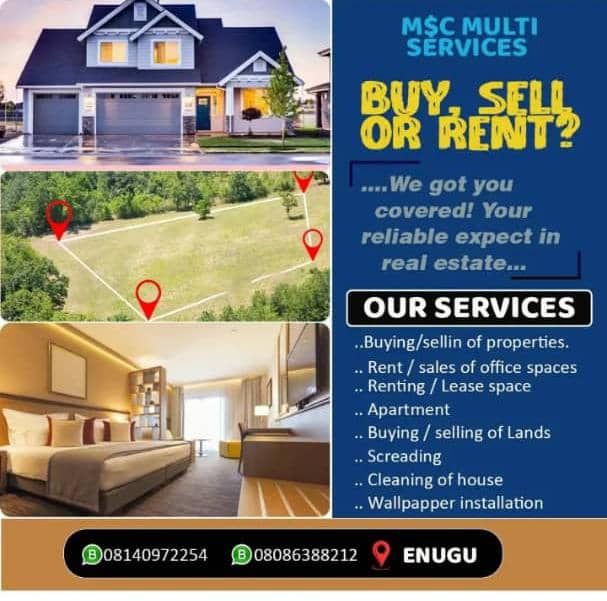 M$C MULTI
SERVICES
BUY, SELL
OR RENT?
....We got you
covered! Your
reliable expect in
real estate...
OUR SERVICES
..Buying/sellin of properties.
.. Rent / sales of office spaces
.. Renting / Lease space
.. Apartment
.. Buying / selling of Lands
.. Screading
.. Cleaning of house
.. Wallpapper installation
08140972254 08086388212 ENUGU